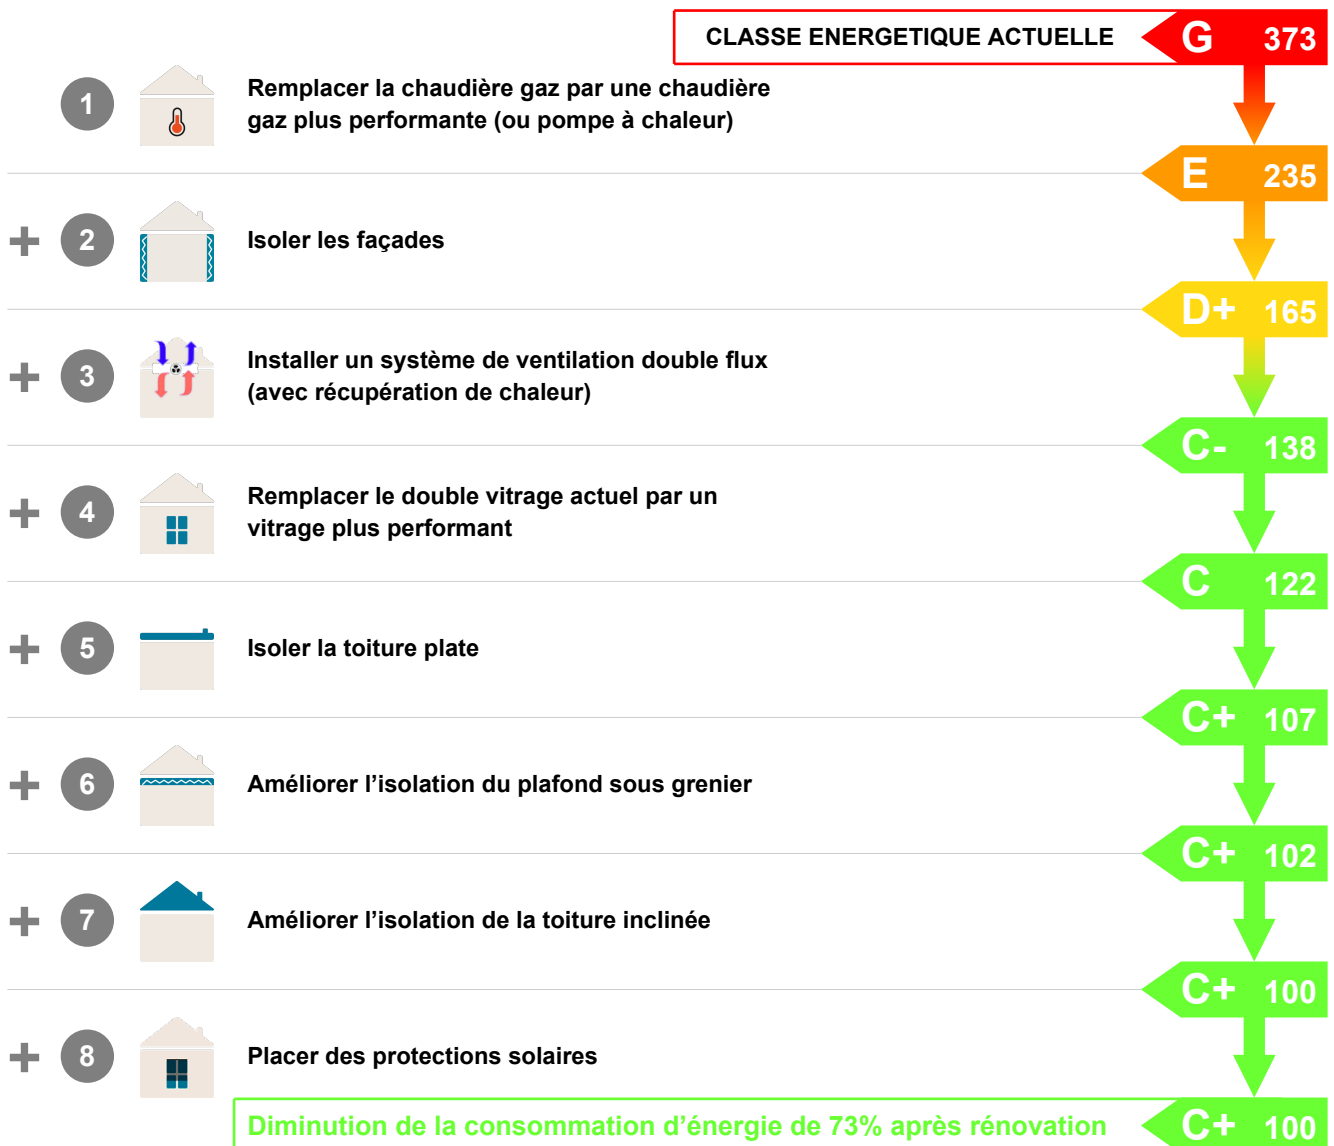 CLASSE ENERGETIQUE ACTUELLE G 373
1 Remplacer la chaudière gaz par une chaudière
gaz plus performante (ou pompe à chaleur)
E 235
+ 2 Isoler les façades
D+ 165
+ 3 Installer un système de ventilation double flux
(avec récupération de chaleur)
C- 138
+ 4 Remplacer le double vitrage actuel par un
vitrage plus performant
C 122
+ 5 Isoler la toiture plate
C+ 107
+ 6 Améliorer l’isolation du plafond sous grenier
C+ 102
+ 7 Améliorer l’isolation de la toiture inclinée
C+ 100
+ 8 Placer des protections solaires
Diminution de la consommation d’énergie de 73% après rénovation C+ 100